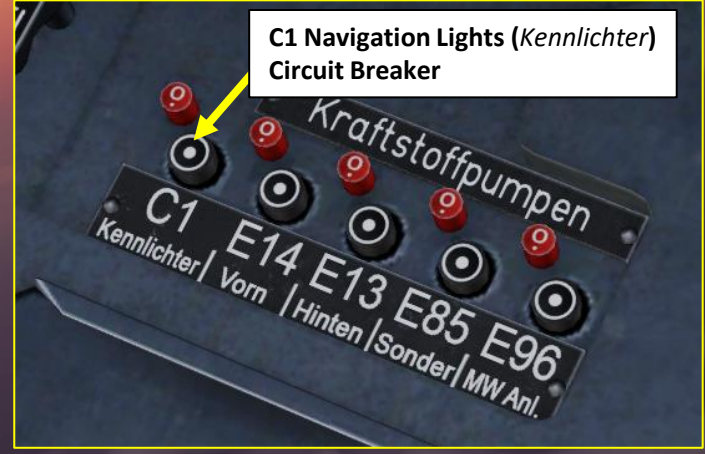 C1 Navigation Lights (Kennlichter)
Circuit Breaker
Kraftstoffpumpen
C1 E14 E13 E85 E96
Kennlichter Vorn Hinten Sonder MW Anl.